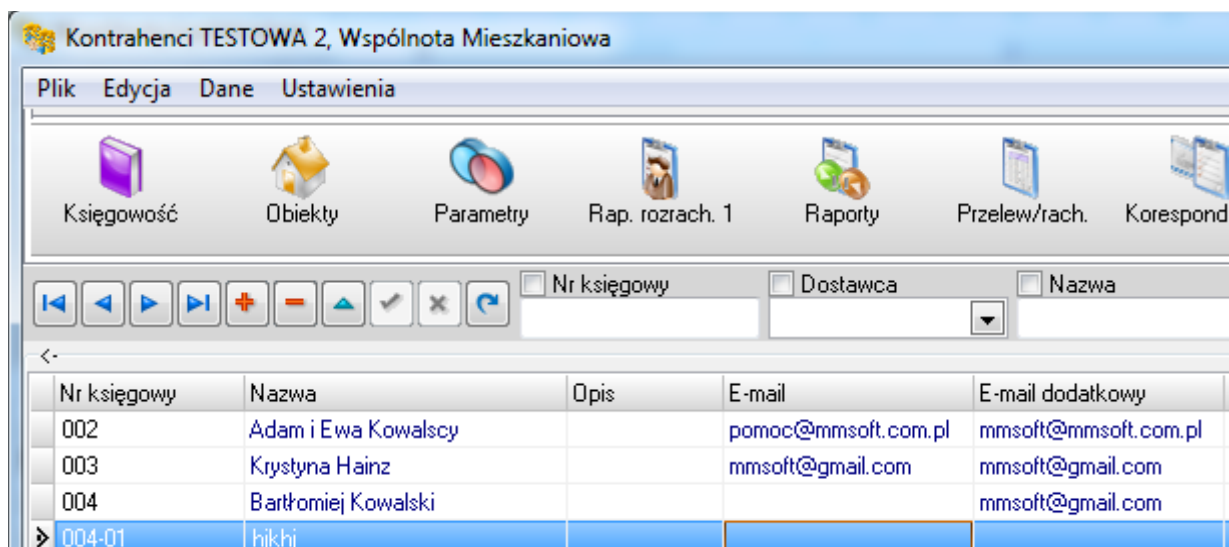 Kontrahenci TESTOWA 2, Wspólnota Mieszkaniowa
Plik Edycja Dane Ustawienia
Księgowość Obiekty Parametry Rap. rozrach. 1 Raporty Przelew/rach. Korespond
Nr księgowy Dostawca Nazwa
<-
Nr księgowy Nazwa Opis E-mail E-mail dodatkowy
002 Adam i Ewa Kowalscy pomoc@mmsoft.com.pl mmsoft@mmsoft.com.pl
003 Krystyna Hainz mmsoft@gmail.com mmsoft@gmail.com
004 Bartłomiej Kowalski mmsoft@gmail.com
004-01 hikhi